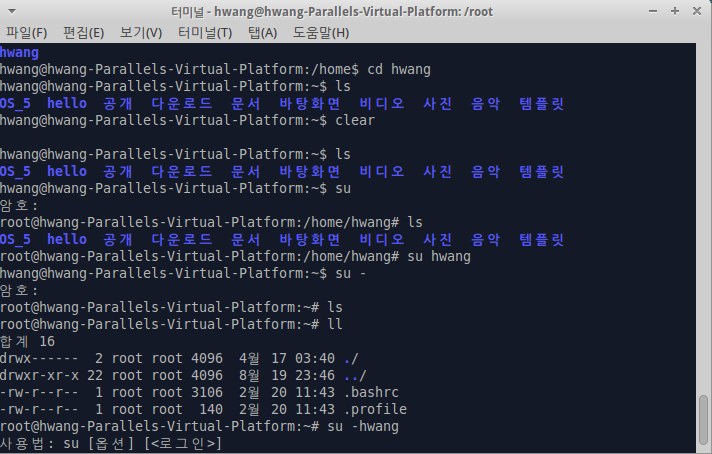 터미널 - hwang@hwang-Parallels-Virtual-Platform: /root
파일(F) 편집(E) 보기(V) 터미널(T) 탭(A) 도움말(H)
hwang
hwang@hwang-Parallels-Virtual-Platform:/home$ cd hwang
hwang@hwang-Parallels-Virtual-Platform:~$ ls
OS_5 hello 공개 다운로드 문서 바탕화면 비디오 사진 음악 템플릿
hwang@hwang-Parallels-Virtual-Platform:~$ clear
hwang@hwang-Parallels-Virtual-Platform:~$ ls
OS_5 hello 공개 다운로드 문서 바탕화면 비디오 사진 음악 템플릿
hwang@hwang-Parallels-Virtual-Platform:~$ su
암호:
root@hwang-Parallels-Virtual-Platform:/home/hwang# ls
OS_5 hello 공개 다운로드 문서 바탕화면 비디오 사진 음악 템플릿
root@hwang-Parallels-Virtual-Platform:/home/hwang# su hwang
hwang@hwang-Parallels-Virtual-Platform:~$ su -
암호:
root@hwang-Parallels-Virtual-Platform:~# ls
root@hwang-Parallels-Virtual-Platform:~# ll
합계 16
drwx------ 2 root root 4096 4월 17 03:40 ./
drwxr-xr-x 22 root root 4096 8월 19 23:46 ../
-rw-r--r-- 1 root root 3106 2월 20 11:43 .bashrc
-rw-r--r-- 1 root root 140 2월 20 11:43 .profile
root@hwang-Parallels-Virtual-Platform:~# su -hwang
사용법: su [옵션] [<로그인>]